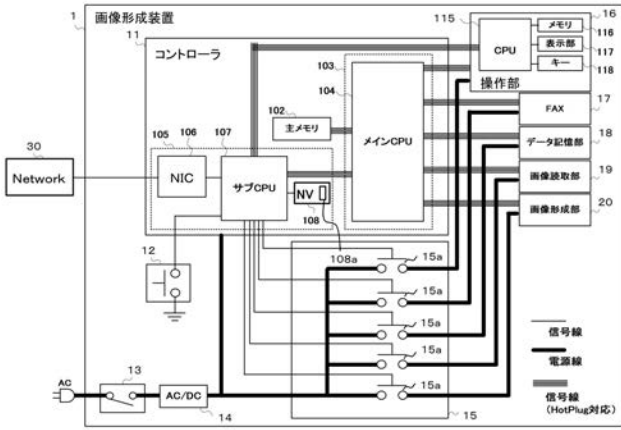 1
画像形成装置
11
コントローラ
115
CPU
メモリ
116
表示部
117
キー
118
操作部
16
103
104
メインCPU
102
主メモリ
FAX
17
データ記憶部
18
画像読取部
19
画像形成部
20
30
Network
105
106
NIC
107
サブCPU
NV
108
108a
12
15a
15a
15a
15a
15a
15
AC
13
AC/DC
14
信号線
電源線
信号線
(HotPlug対応)